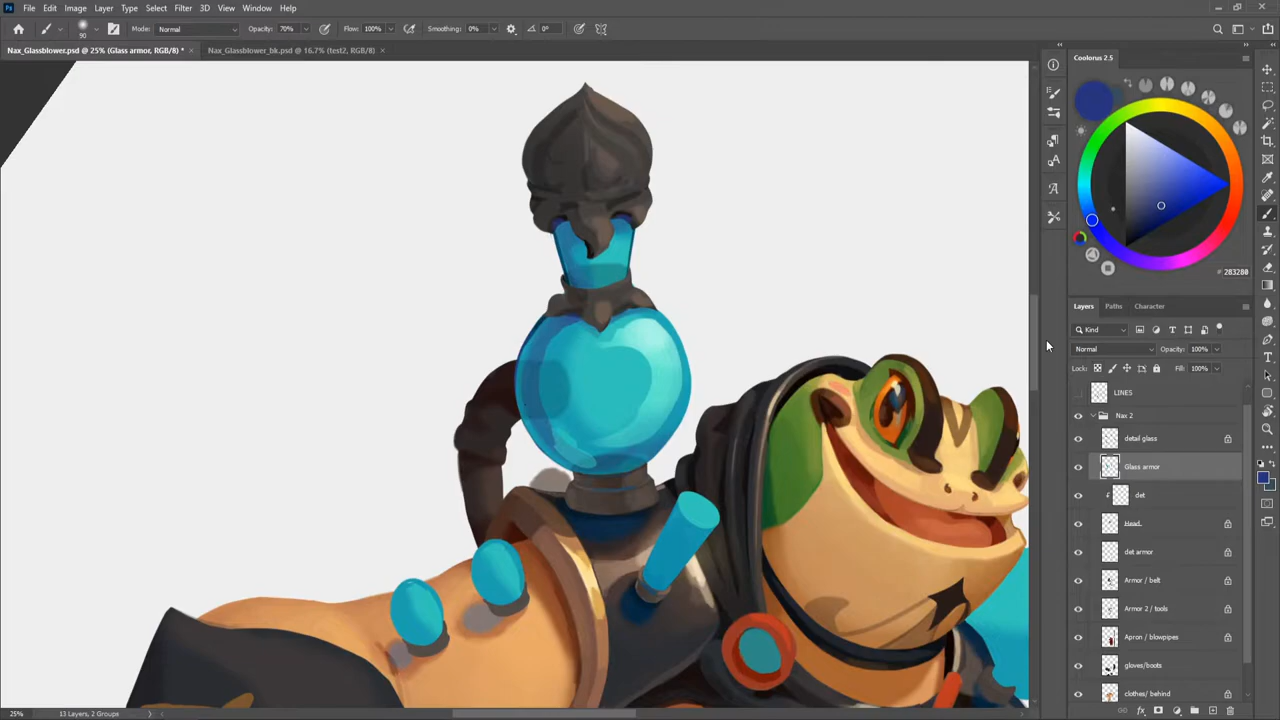 File Edit Image Layer Type Select Filter 3D View Window Help
Mode: Normal Opacity: 70% Flow: 100% Smoothing: 0% 0°
90
Nax_Glassblower.psd @ 25% (Glass armor, RGB/8) * × Nax_Glassblower_bk.psd @ 16.7% (test2, RGB/8) ×
Coolorus 2.5
283280
Layers Paths Character
Kind
Normal Opacity: 100%
Lock: Fill: 100%
LINES
Nax 2
detail glass
Glass armor
det
Head
det armor
Armor / belt
Armor 2 / tools
Apron / blowpipes
gloves/boots
clothes/ behind
25% 13 Layers, 2 Groups